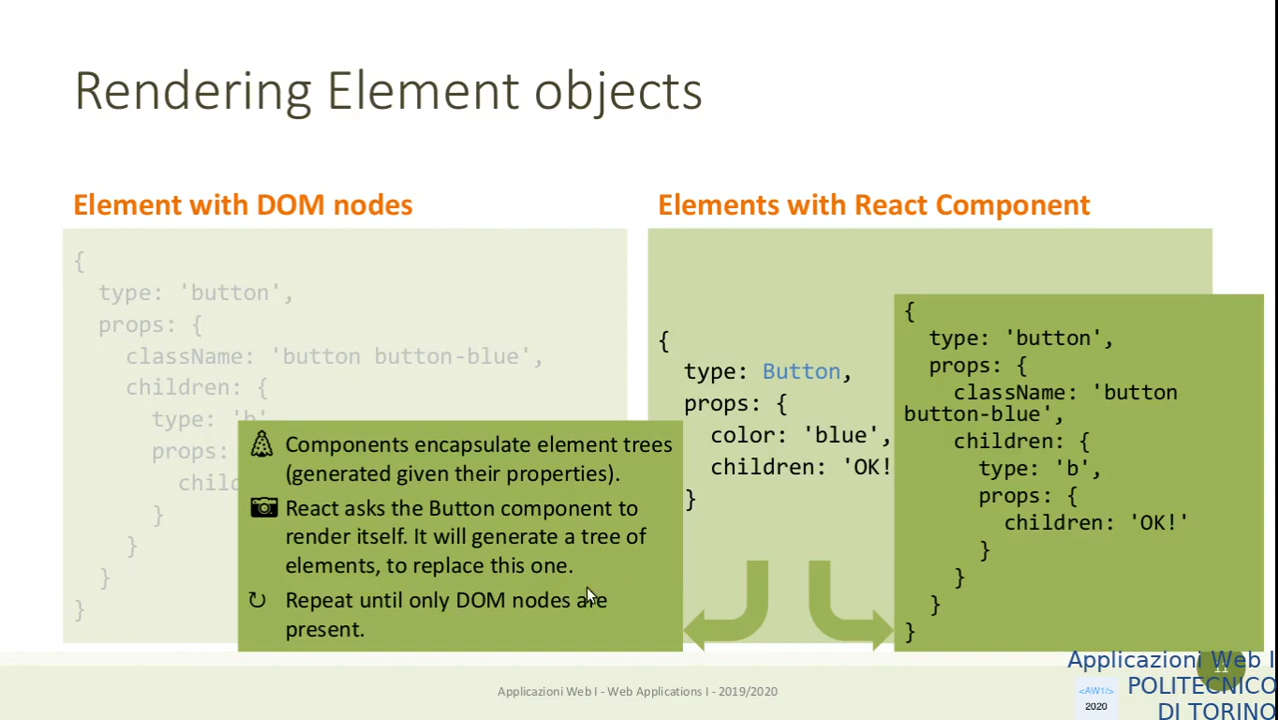 Rendering Element objects
Element with DOM nodes
{
type: 'button',
props: {
className: 'button button-blue',
children: {
type: 'b'
props:
}
}
}
}
Components encapsulate element trees
(generated given their properties).
React asks the Button component to
render itself. It will generate a tree of
elements, to replace this one.
Repeat until only DOM nodes are
present.
Elements with React Component
{
type: Button,
props: {
color: 'blue',
children: 'OK!
}
{
type: 'button',
props: {
className: 'button
button-blue',
children: {
type: 'b',
props: {
children: 'OK!'
}
}
}
}
Applicazioni Web I - Web Applications I - 2019/2020
11
Applicazioni Web I
POLITECNICO
DI TORINO
<AW1/>
2020